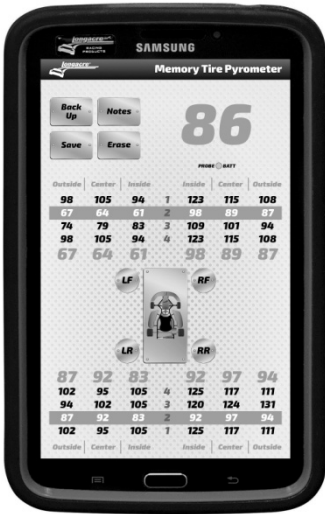 longacre
RACING
PRODUCTS
SAMSUNG
longacre
Memory Tire Pyrometer
Back Up Notes
Save Erase
86
PROBE BATT
Outside Center Inside Inside Center Outside
98 105 94 1 123 115 108
67 64 61 2 98 89 87
74 79 83 3 109 101 94
98 105 94 4 123 115 108
67 64 61 98 89 87
LF RF
LR RR
87 92 83 92 97 94
102 95 105 4 125 117 111
94 102 105 3 120 124 131
87 92 83 2 92 97 94
102 95 105 1 125 117 111
Outside Center Inside Inside Center Outside